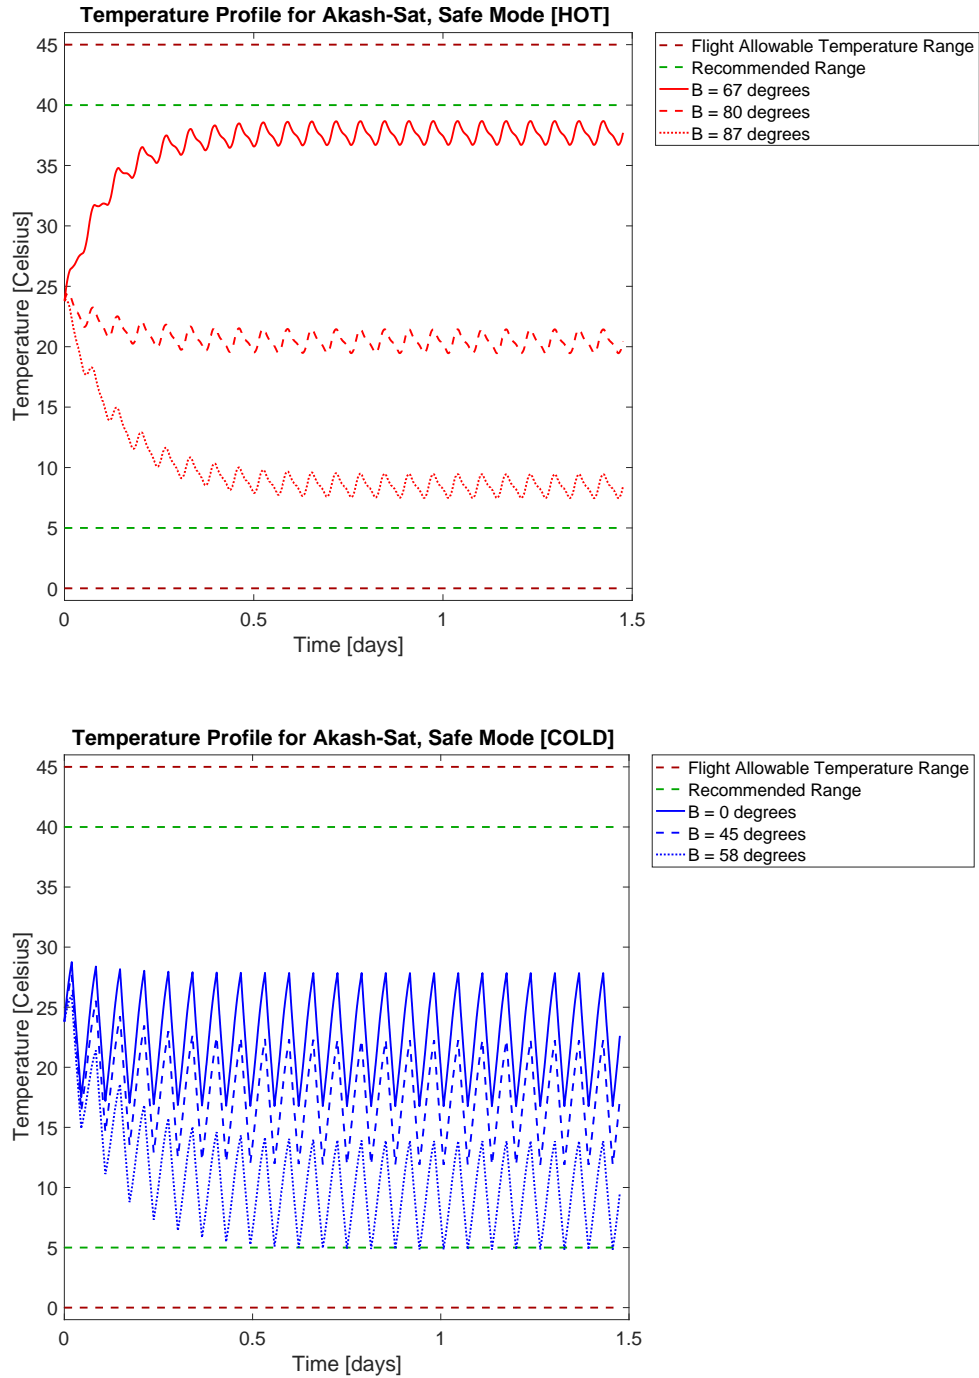 Temperature Profile for Akash-Sat, Safe Mode [HOT]
Flight Allowable Temperature Range
Recommended Range
B = 67 degrees
B = 80 degrees
B = 87 degrees
45
40
35
30
25
20
15
10
5
0
Temperature [Celsius]
0
0.5
1
1.5
Time [days]
Temperature Profile for Akash-Sat, Safe Mode [COLD]
Flight Allowable Temperature Range
Recommended Range
B = 0 degrees
B = 45 degrees
B = 58 degrees
45
40
35
30
25
20
15
10
5
0
Temperature [Celsius]
0
0.5
1
1.5
Time [days]